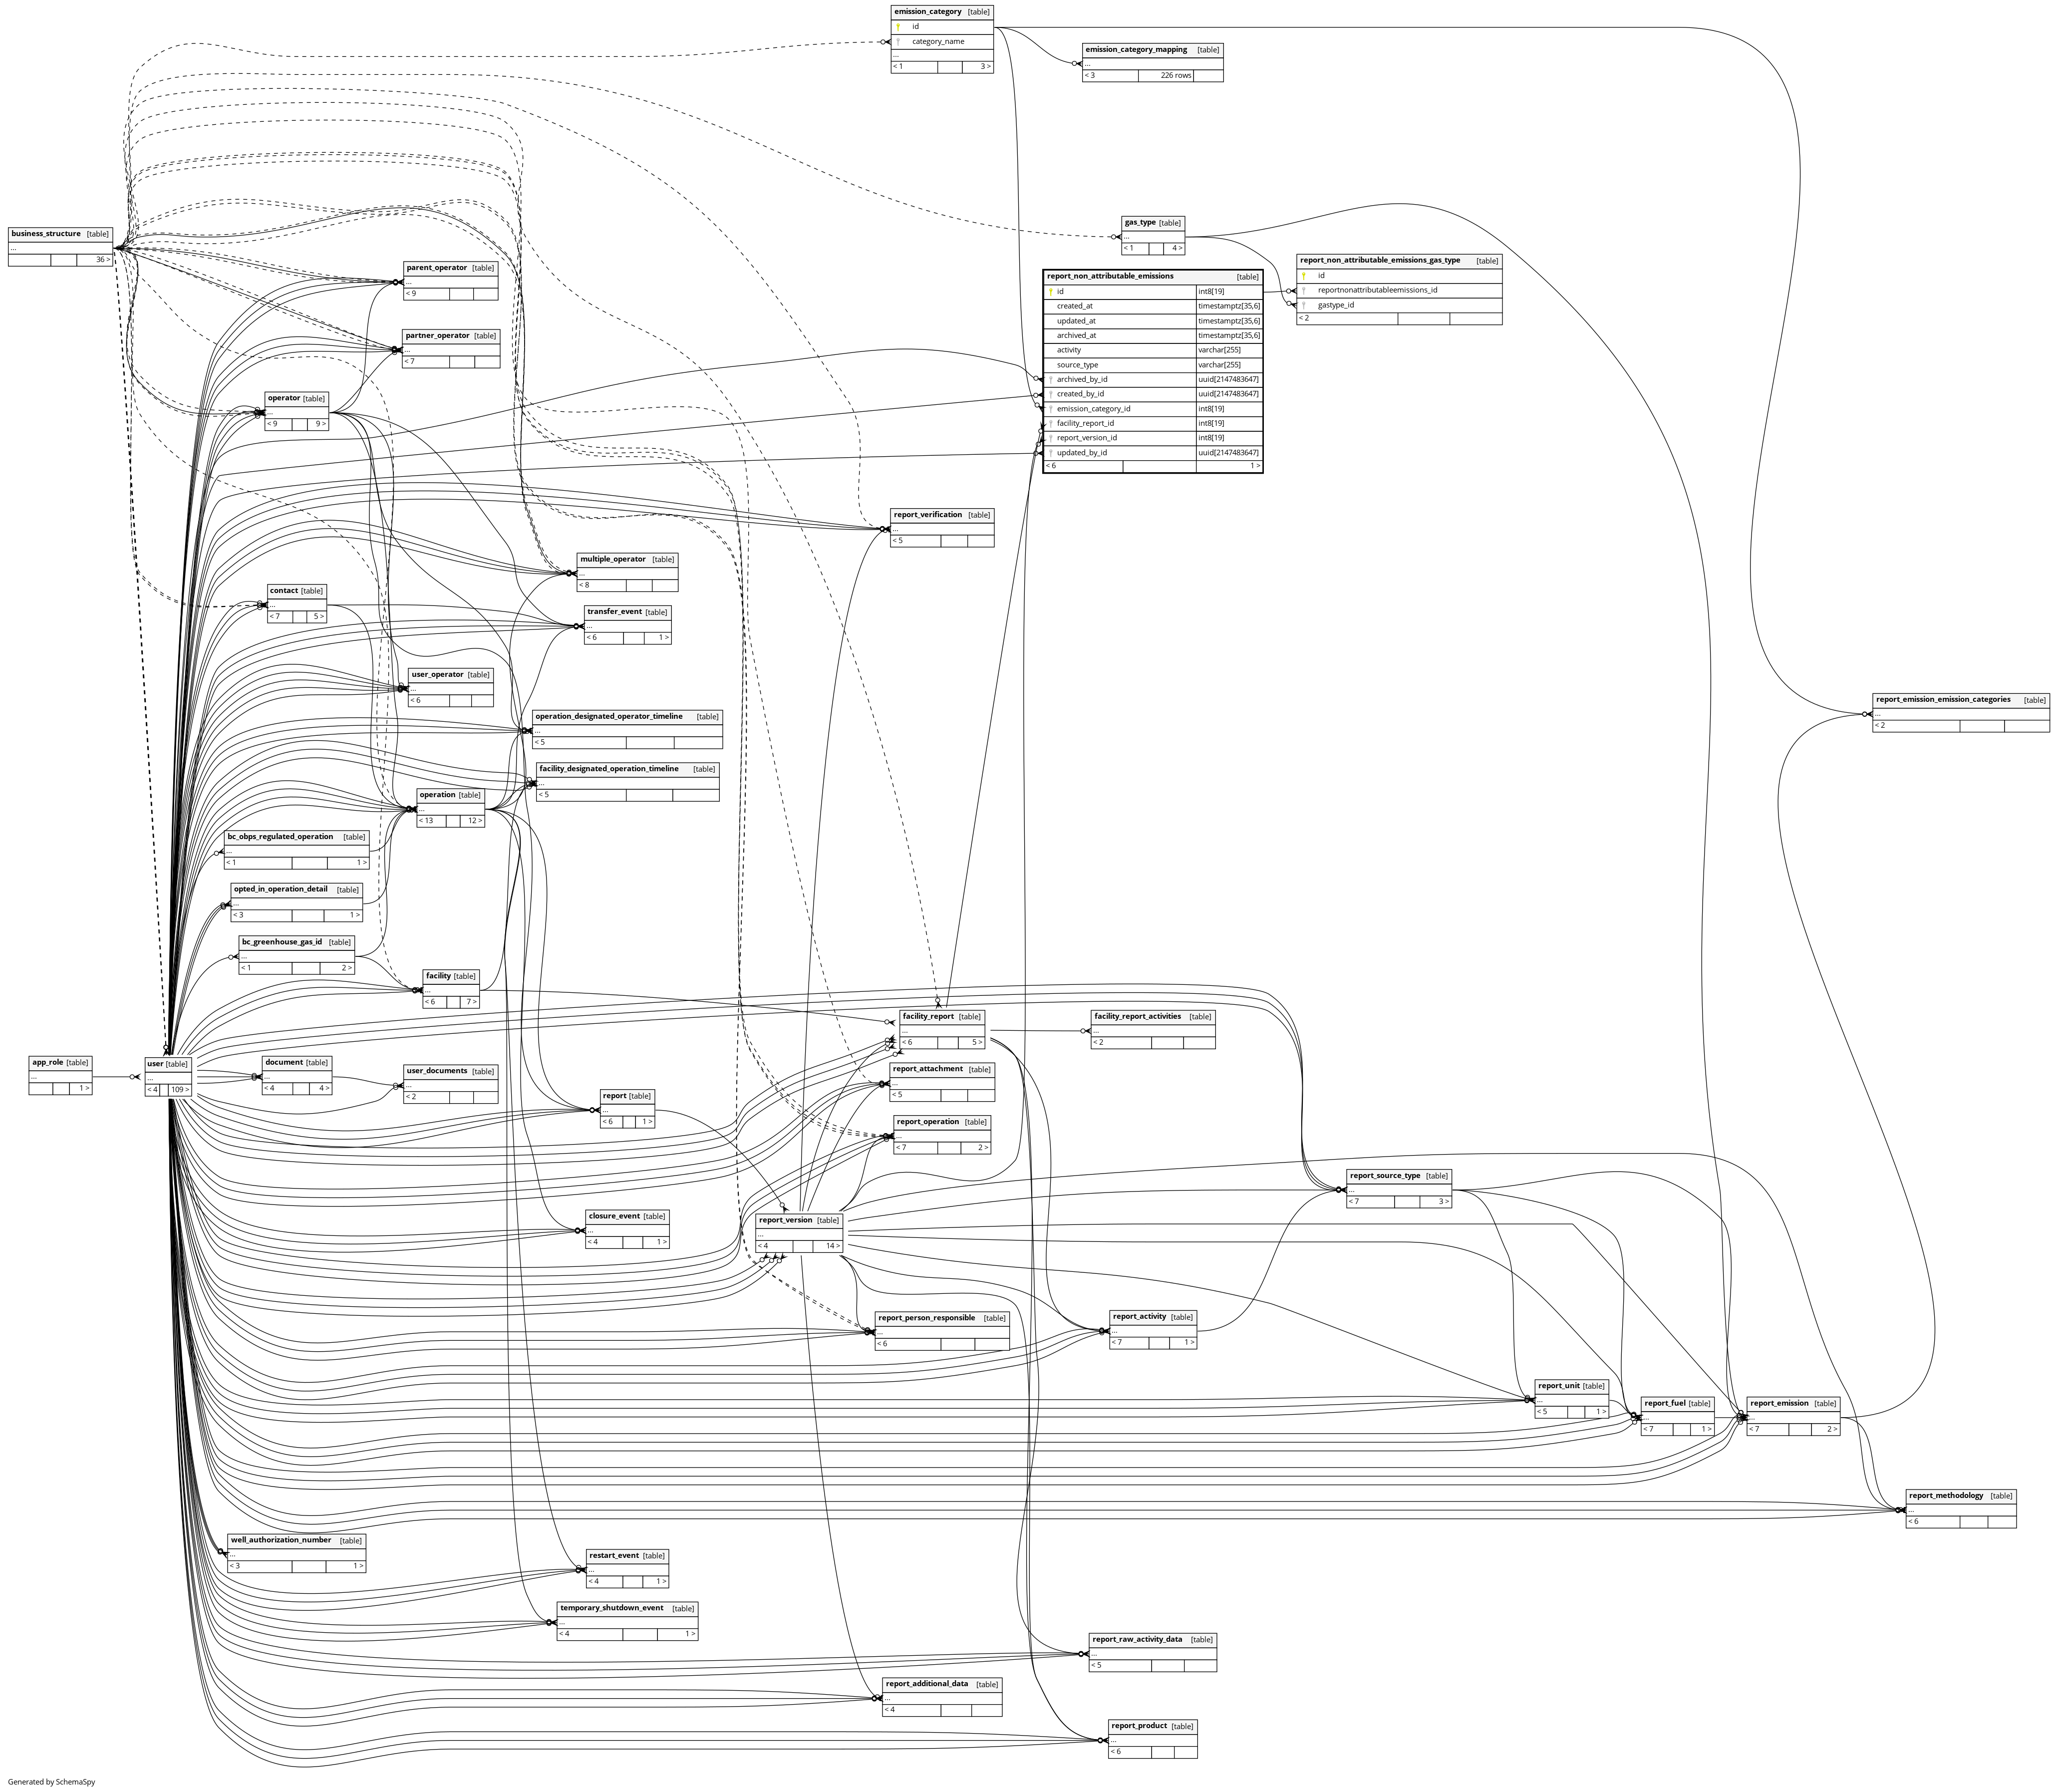 emission_category [table]
id
category_name
...
< 1 3 >
emission_category_mapping [table]
...
< 3 226 rows
business_structure [table]
...
36 >
gas_type [table]
...
< 1 4 >
report_non_attributable_emissions_gas_type [table]
id
reportnonattributableemissions_id
gastype_id
< 2
parent_operator [table]
...
< 9
report_non_attributable_emissions [table]
id int8[19]
created_at timestamptz[35,6]
updated_at timestamptz[35,6]
archived_at timestamptz[35,6]
activity varchar[255]
source_type varchar[255]
archived_by_id uuid[2147483647]
created_by_id uuid[2147483647]
emission_category_id int8[19]
facility_report_id int8[19]
report_version_id int8[19]
updated_by_id uuid[2147483647]
< 6 1 >
partner_operator [table]
...
< 7
operator [table]
...
< 9 9 >
report_verification [table]
...
< 5
multiple_operator [table]
...
< 8
contact [table]
...
< 7 5 >
transfer_event [table]
...
< 6 1 >
user_operator [table]
...
< 6
report_emission_emission_categories [table]
...
< 2
operation_designated_operator_timeline [table]
...
< 5
facility_designated_operation_timeline [table]
...
< 5
operation [table]
...
< 13 12 >
bc_obps_regulated_operation [table]
...
< 1 1 >
opted_in_operation_detail [table]
...
< 3 1 >
bc_greenhouse_gas_id [table]
...
< 1 2 >
facility [table]
...
< 6 7 >
facility_report [table]
...
< 6 5 >
facility_report_activities [table]
...
< 2
app_role [table]
...
1 >
user [table]
...
< 4 109 >
document [table]
...
< 4 4 >
user_documents [table]
...
< 2
report_attachment [table]
...
< 5
report [table]
...
< 6 1 >
report_operation [table]
...
< 7 2 >
report_source_type [table]
...
< 7 3 >
closure_event [table]
...
< 4 1 >
report_version [table]
...
< 4 14 >
report_person_responsible [table]
...
< 6
report_activity [table]
...
< 7 1 >
report_unit [table]
...
< 5 1 >
report_fuel [table]
...
< 7 1 >
report_emission [table]
...
< 7 2 >
report_methodology [table]
...
< 6
well_authorization_number [table]
...
< 3 1 >
restart_event [table]
...
< 4 1 >
temporary_shutdown_event [table]
...
< 4 1 >
report_raw_activity_data [table]
...
< 5
report_additional_data [table]
...
< 4
report_product [table]
...
< 6
Generated by SchemaSpy